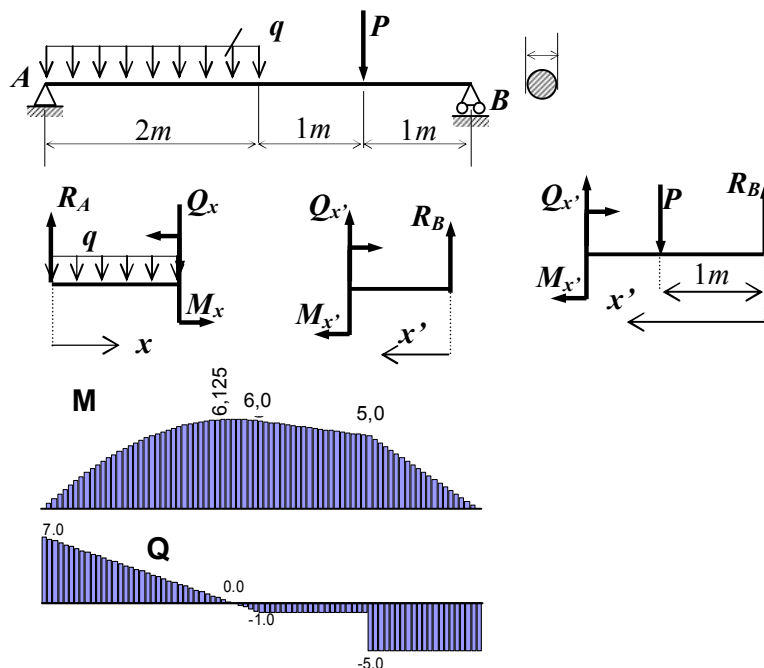 q P
A B
2m 1m 1m
R_A Q_x Q_x’ R_B Q_x’ P R_B
q
M_x M_x’ M_x’ 1m
x x’ x’
M 6,125 6,0 5,0
7.0 Q
0.0
-1.0
-5.0